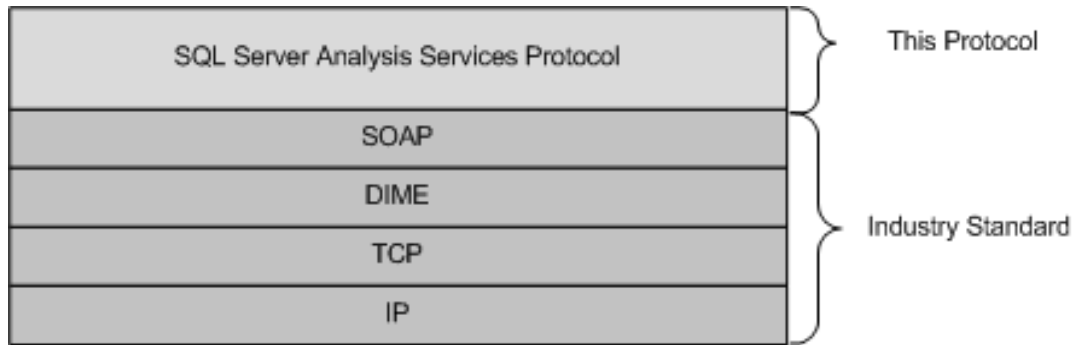 SQL Server Analysis Services Protocol
This Protocol
SOAP
DIME
TCP
IP
Industry Standard